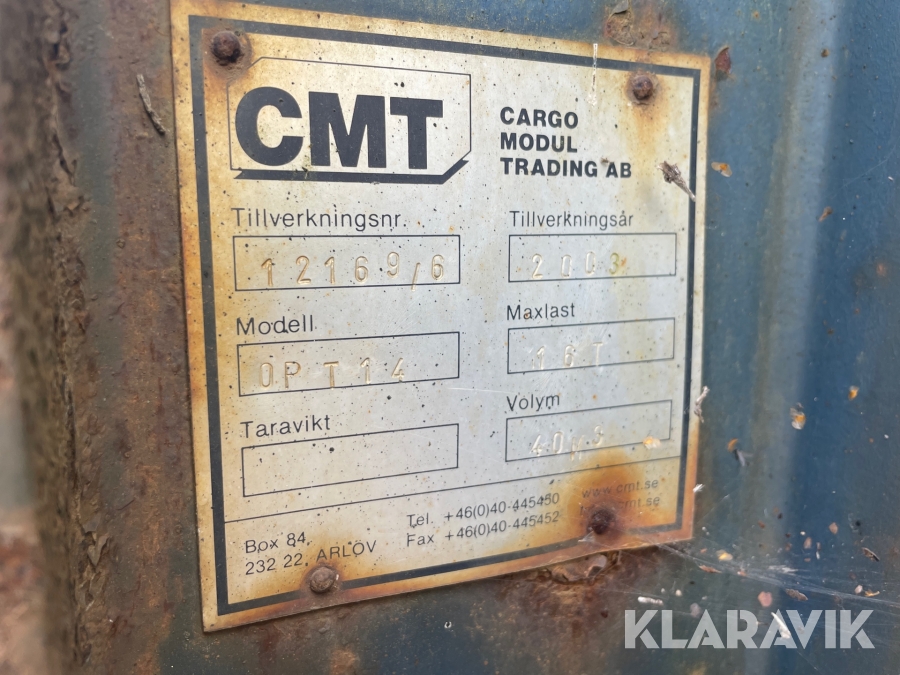 CMT
CARGO
MODUL
TRADING AB
Tillverkningsnr.
Tillverkningsår
12169/6
2003
Modell
Maxlast
OPT14
16T
Taravikt
Volym
40M3
Box 84,
232 22, ARLÖV
Tel. +46(0)40-445450
Fax +46(0)40-445452
www.cmt.se
KLARAVIK